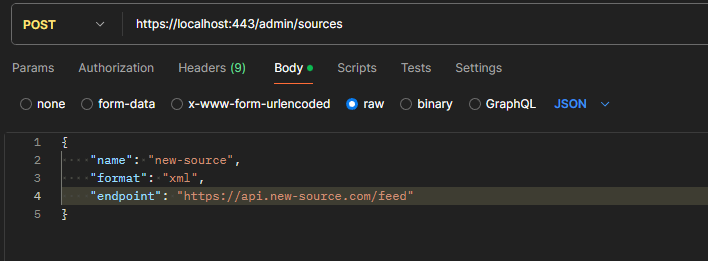 POST https://localhost:443/admin/sources
Params Authorization Headers (9) Body Scripts Tests Settings
none form-data x-www-form-urlencoded raw binary GraphQL JSON
1 {
2 "name": "new-source",
3 "format": "xml",
4 "endpoint": "https://api.new-source.com/feed"
5 }